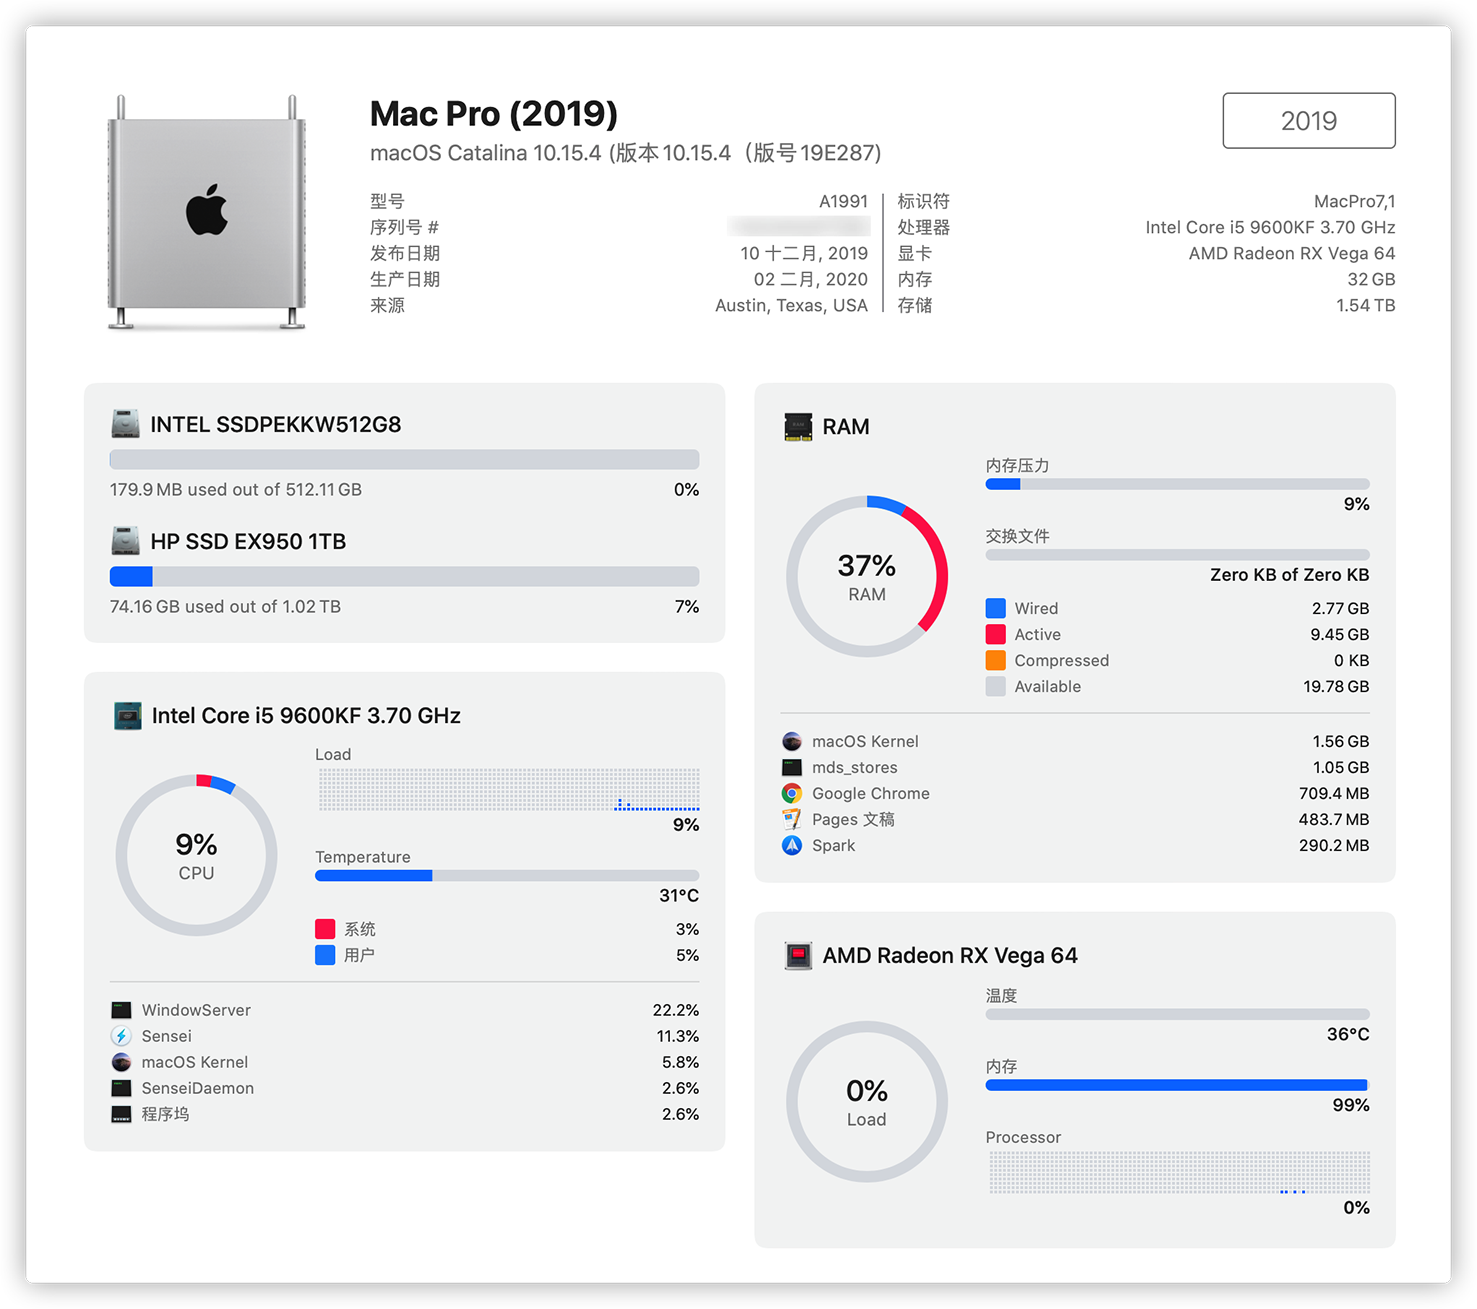 Mac Pro (2019)
2019
macOS Catalina 10.15.4 (版本 10.15.4（版号 19E287)
型号 A1991
序列号 #
发布日期 10 十二月, 2019
生产日期 02 二月, 2020
来源 Austin, Texas, USA
标识符 MacPro7,1
处理器 Intel Core i5 9600KF 3.70 GHz
显卡 AMD Radeon RX Vega 64
内存 32 GB
存储 1.54 TB
INTEL SSDPEKKW512G8
179.9 MB used out of 512.11 GB 0%
HP SSD EX950 1TB
74.16 GB used out of 1.02 TB 7%
Intel Core i5 9600KF 3.70 GHz
9%
CPU
Load
9%
Temperature
31°C
系统 3%
用户 5%
WindowServer 22.2%
Sensei 11.3%
macOS Kernel 5.8%
SenseiDaemon 2.6%
程序坞 2.6%
RAM
37%
RAM
内存压力
9%
交换文件
Zero KB of Zero KB
Wired 2.77 GB
Active 9.45 GB
Compressed 0 KB
Available 19.78 GB
macOS Kernel 1.56 GB
mds_stores 1.05 GB
Google Chrome 709.4 MB
Pages 文稿 483.7 MB
Spark 290.2 MB
AMD Radeon RX Vega 64
0%
Load
温度
36°C
内存
99%
Processor
0%